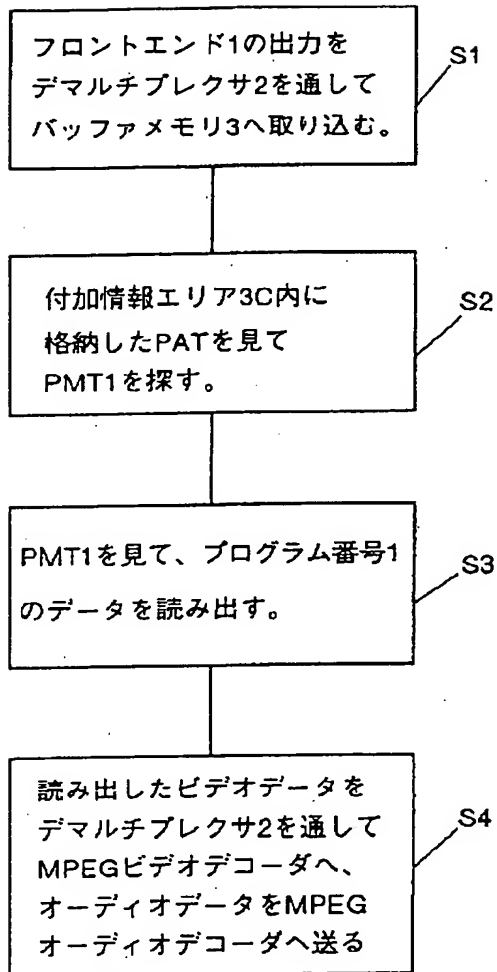 フロントエンド1の出力を
デマルチプレクサ2を通して
バッファメモリ3へ取り込む。
S1
付加情報エリア3C内に
格納したPATを見て
PMT1を探す。
S2
PMT1を見て、プログラム番号1
のデータを読み出す。
S3
読み出したビデオデータを
デマルチプレクサ2を通して
MPEGビデオデコーダへ、
オーディオデータをMPEG
オーディオデコーダへ送る
S4